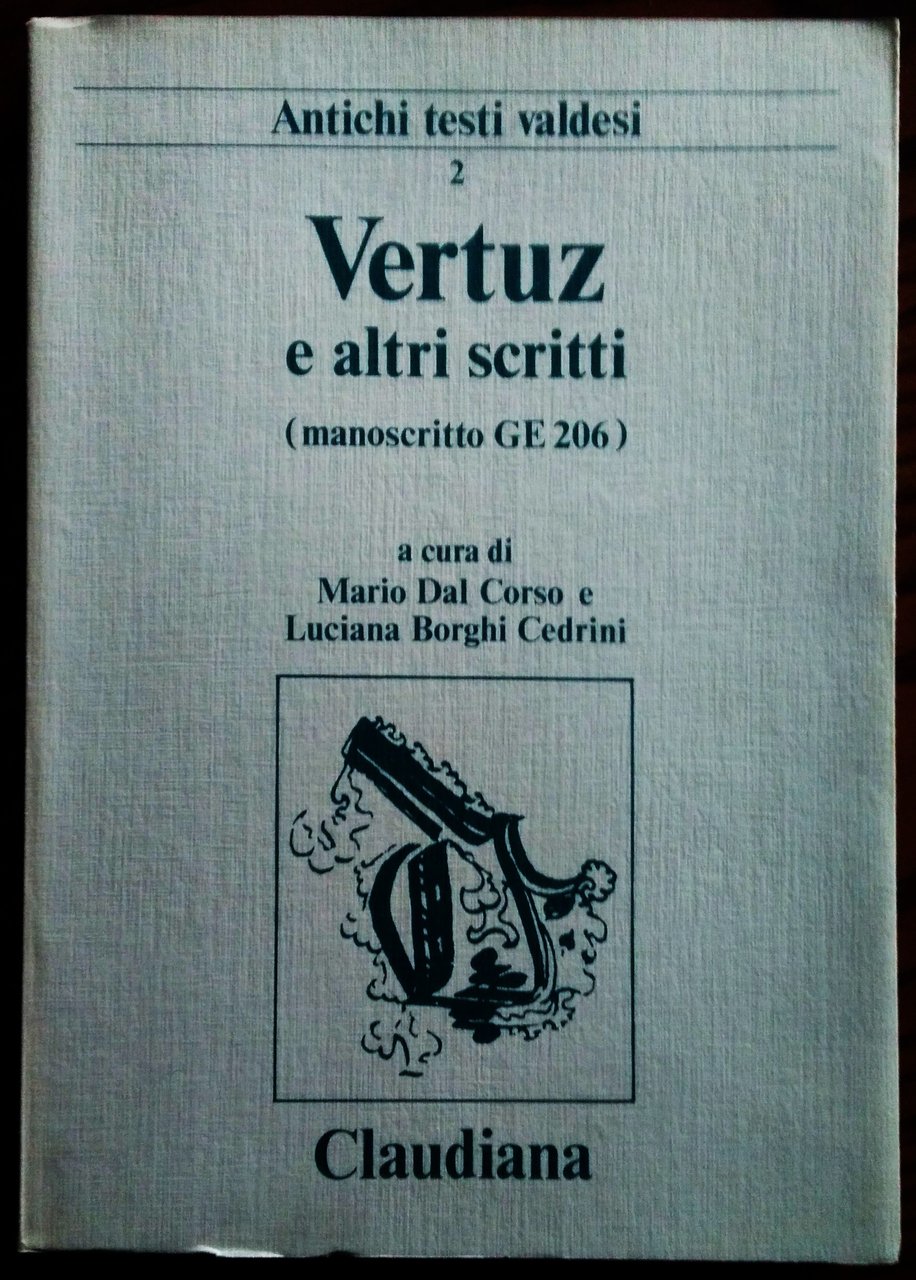 Antichi testi valdesi
2
Vertuz
e altri scritti
(manoscritto GE 206)
a cura di
Mario Dal Corso e
Luciana Borghi Cedrini
Claudiana